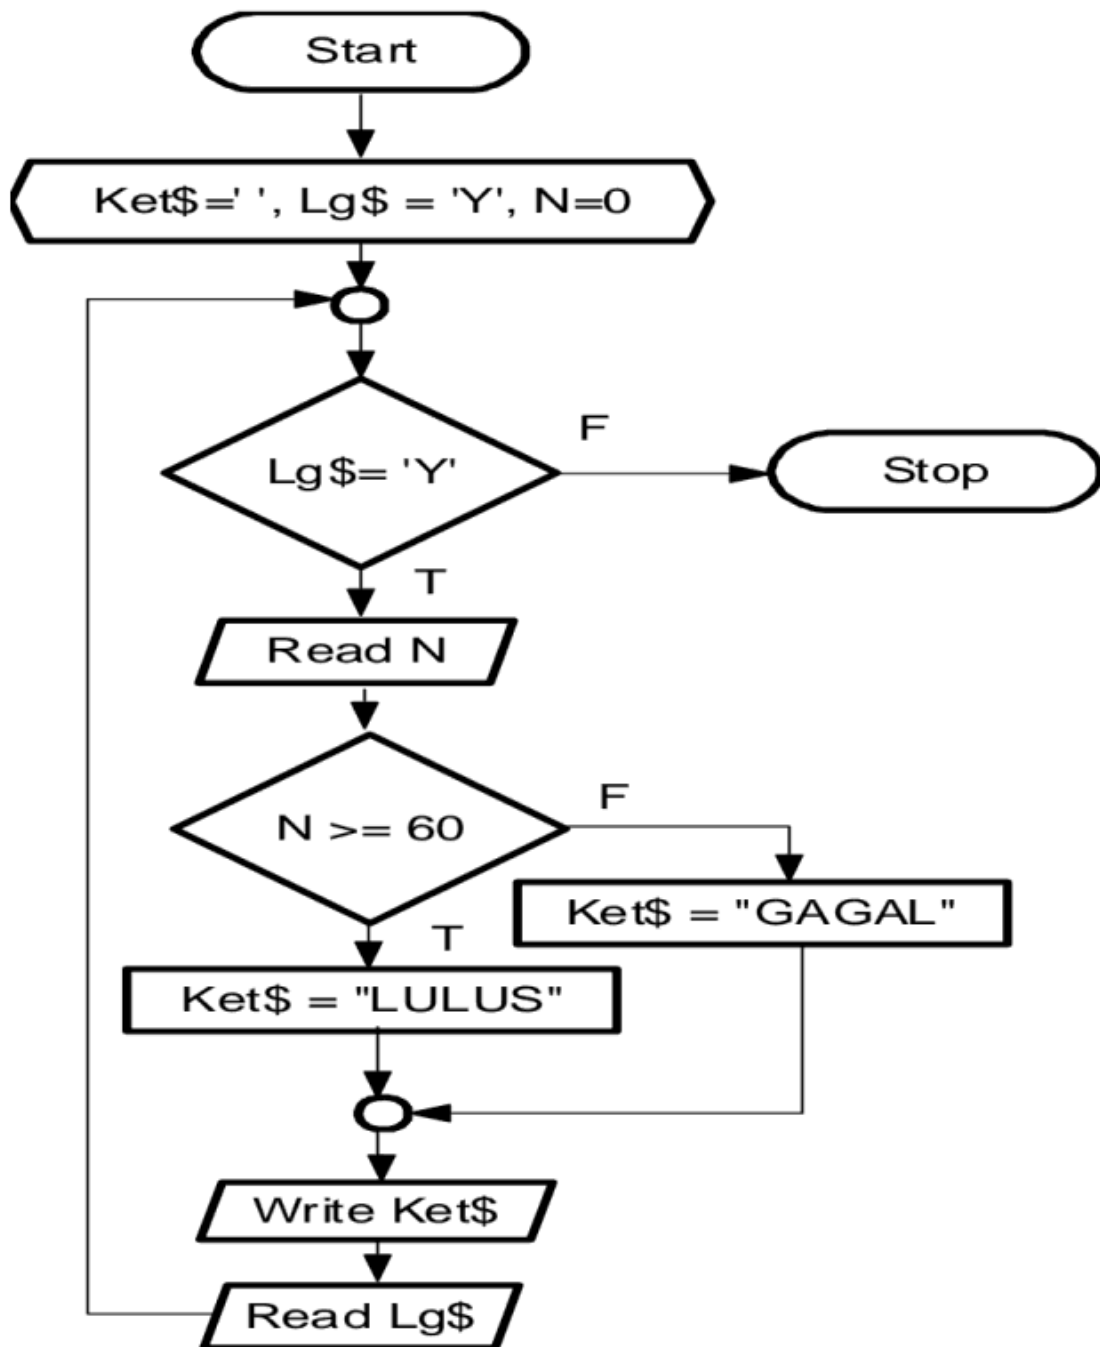 Start
Ket$=' ', Lg$ = 'Y', N=0
Lg$= 'Y'
F
Stop
T
Read N
N >= 60
F
Ket$ = "GAGAL"
T
Ket$ = "LULUS"
Write Ket$
Read Lg$